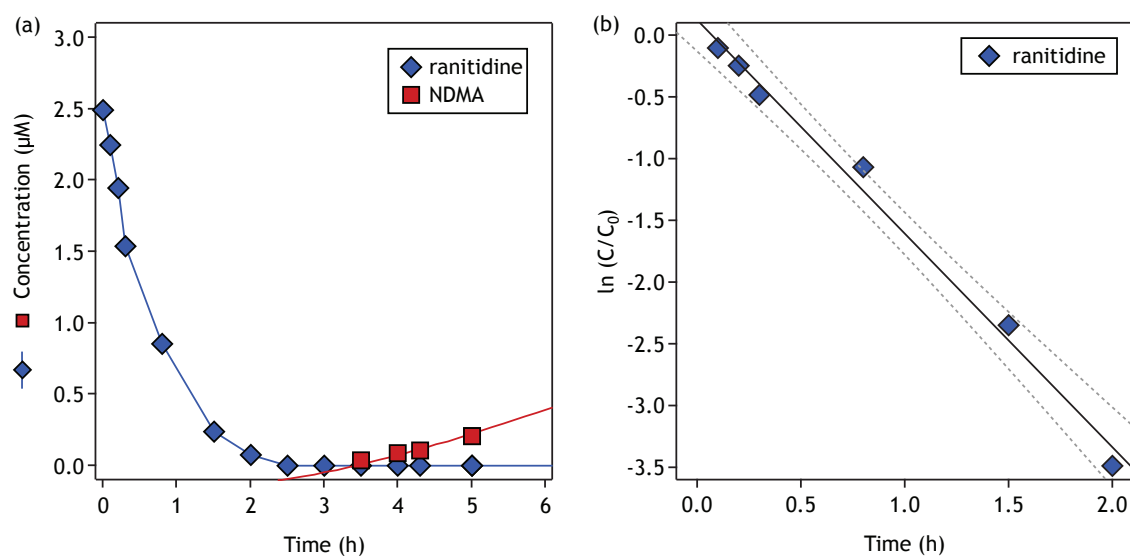 (a)
3.0
2.5
2.0
1.5
1.0
0.5
0.0
Concentration (µM)
0 1 2 3 4 5 6
Time (h)
ranitidine
NDMA
(b)
0.0
-0.5
-1.0
-1.5
-2.0
-2.5
-3.0
-3.5
ln (C/C₀)
0.0 0.5 1.0 1.5 2.0
Time (h)
ranitidine